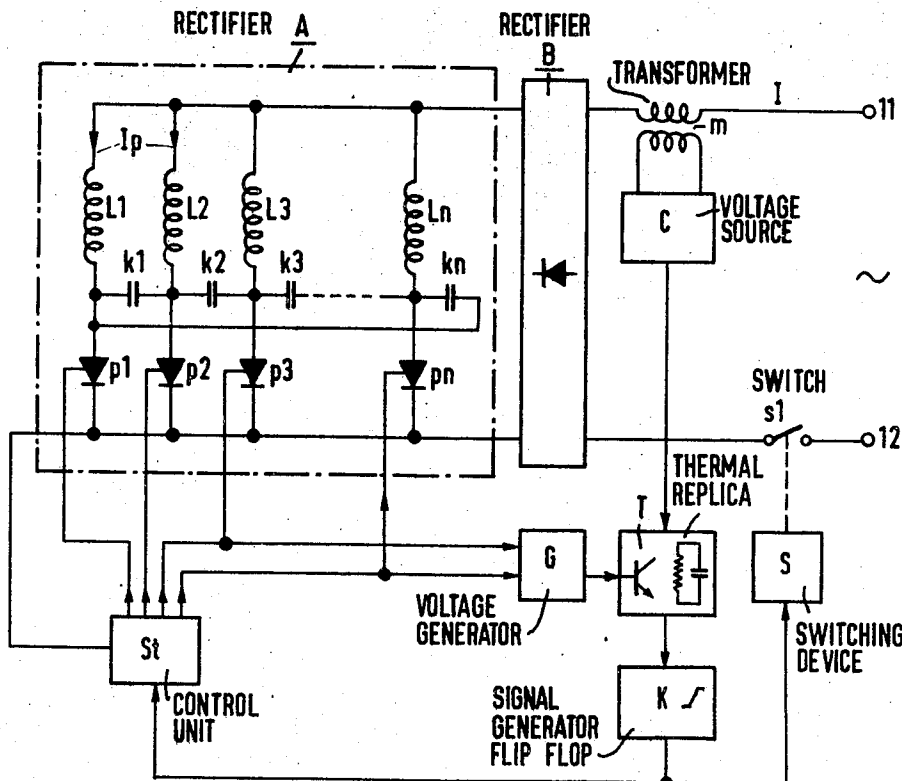 RECTIFIER A
RECTIFIER
B
TRANSFORMER
I
11
m
Ip
L1
L2
L3
Ln
C
VOLTAGE
SOURCE
k1
k2
k3
kn
~
p1
p2
p3
pn
SWITCH
s1
12
THERMAL
REPLICA
T
G
S
VOLTAGE
GENERATOR
SWITCHING
DEVICE
St
CONTROL
UNIT
K
SIGNAL
GENERATOR
FLIP FLOP